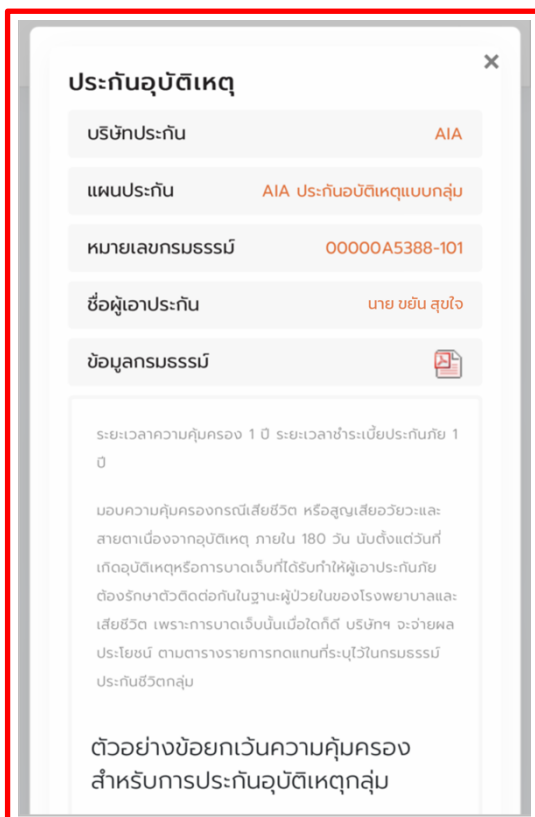 ประกันอุบัติเหตุ
บริษัทประกัน AIA
แผนประกัน AIA ประกันอบัติเหตุแบบกลุ่ม
หมายเลขกรมธรรม์ 00000A5388-101
ชื่อผู้เอาประกัน นาย ขยัน สุขใจ
ข้อมูลกรมธรรม์
ระยะเวลาความคุ้มครอง 1 ปี ระยะเวลาชำระเบี้ยประกันภัย 1
ปี
มอบความคุ้มครองกรณีเสียชีวิต หรือสูญเสียอวัยวะและ
สายตาเนื่องจากอุบัติเหตุ ภายใน 180 วัน นับตั้งแต่วันที่
เกิดอุบัติเหตุหรือการบาดเจ็บที่ได้รับทำให้ผู้เอาประกันภัย
ต้องรักษาตัวติดต่อกันในฐานะผู้ป่วยในของโรงพยาบาลและ
เสียชีวิต เพราะการบาดเจ็บนั้นเมื่อใดก็ดี บริษัทฯ จะจ่ายผล
ประโยชน์ ตามตารางรายการทดแทนที่ระบุไว้ในกรมธรรม์
ประกันชีวิตกลุ่ม
ตัวอย่างข้อยกเว้นความคุ้มครอง
สำหรับการประกันอุบัติเหตุกลุ่ม